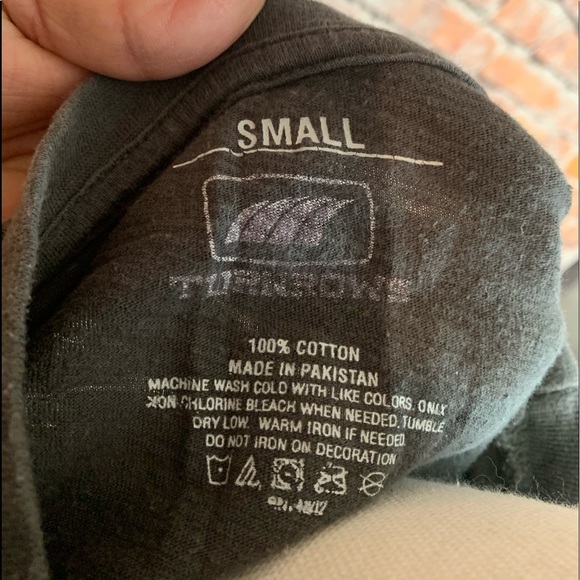 SMALL
TURNROWS
100% COTTON
MADE IN PAKISTAN
MACHINE WASH COLD WITH LIKE COLORS. ONLY
NON CHLORINE BLEACH WHEN NEEDED. TUMBLE
DRY LOW. WARM IRON IF NEEDED.
DO NOT IRON ON DECORATION